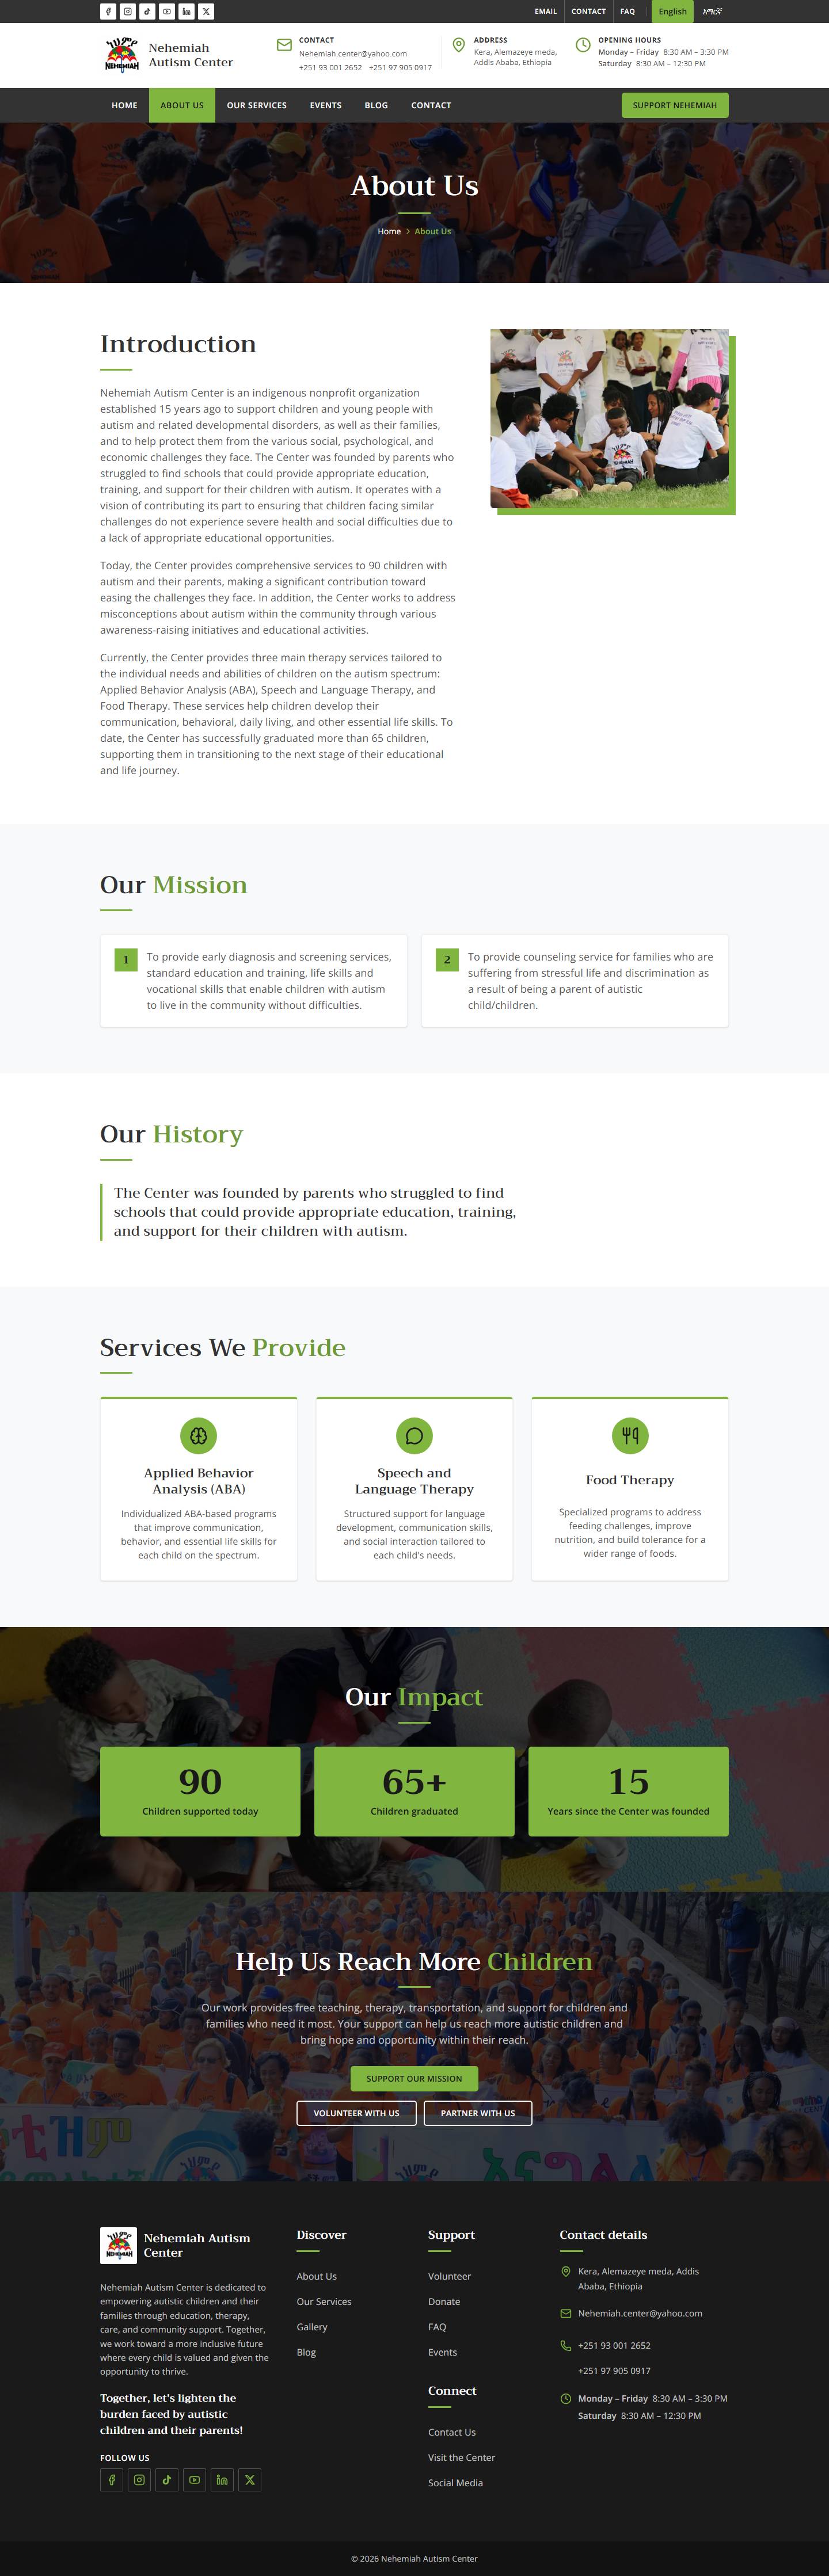 EMAIL
CONTACT
FAQ
English
አማርኛ
NEHEMIAH
Nehemiah
Autism Center
CONTACT
Nehemiah.center@yahoo.com
+251 93 001 2652 +251 97 905 0917
ADDRESS
Kera, Alemazeye meda,
Addis Ababa, Ethiopia
OPENING HOURS
Monday – Friday 8:30 AM – 3:30 PM
Saturday 8:30 AM – 12:30 PM
HOME
ABOUT US
OUR SERVICES
EVENTS
BLOG
CONTACT
SUPPORT NEHEMIAH
About Us
Home > About Us
Introduction
Nehemiah Autism Center is an indigenous nonprofit organization
established 15 years ago to support children and young people with
autism and related developmental disorders, as well as their families,
and to help protect them from the various social, psychological, and
economic challenges they face. The Center was founded by parents who
struggled to find schools that could provide appropriate education,
training, and support for their children with autism. It operates with a
vision of contributing its part to ensuring that children facing similar
challenges do not experience severe health and social difficulties due to
a lack of appropriate educational opportunities.
Today, the Center provides comprehensive services to 90 children with
autism and their parents, making a significant contribution toward
easing the challenges they face. In addition, the Center works to address
misconceptions about autism within the community through various
awareness-raising initiatives and educational activities.
Currently, the Center provides three main therapy services tailored to
the individual needs and abilities of children on the autism spectrum:
Applied Behavior Analysis (ABA), Speech and Language Therapy, and
Food Therapy. These services help children develop their
communication, behavioral, daily living, and other essential life skills. To
date, the Center has successfully graduated more than 65 children,
supporting them in transitioning to the next stage of their educational
and life journey.
Our Mission
1
To provide early diagnosis and screening services,
standard education and training, life skills and
vocational skills that enable children with autism
to live in the community without difficulties.
2
To provide counseling service for families who are
suffering from stressful life and discrimination as
a result of being a parent of autistic
child/children.
Our History
The Center was founded by parents who struggled to find
schools that could provide appropriate education, training,
and support for their children with autism.
Services We Provide
Applied Behavior
Analysis (ABA)
Individualized ABA-based programs
that improve communication,
behavior, and essential life skills for
each child on the spectrum.
Speech and
Language Therapy
Structured support for language
development, communication skills,
and social interaction tailored to
each child's needs.
Food Therapy
Specialized programs to address
feeding challenges, improve
nutrition, and build tolerance for a
wider range of foods.
Our Impact
90
Children supported today
65+
Children graduated
15
Years since the Center was founded
Help Us Reach More Children
Our work provides free teaching, therapy, transportation, and support for children and
families who need it most. Your support can help us reach more autistic children and
bring hope and opportunity within their reach.
SUPPORT OUR MISSION
VOLUNTEER WITH US
PARTNER WITH US
NEHEMIAH
Nehemiah Autism
Center
Nehemiah Autism Center is dedicated to
empowering autistic children and their
families through education, therapy,
care, and community support. Together,
we work toward a more inclusive future
where every child is valued and given the
opportunity to thrive.
Together, let's lighten the
burden faced by autistic
children and their parents!
FOLLOW US
Discover
About Us
Our Services
Gallery
Blog
Support
Volunteer
Donate
FAQ
Events
Connect
Contact Us
Visit the Center
Social Media
Contact details
Kera, Alemazeye meda, Addis
Ababa, Ethiopia
Nehemiah.center@yahoo.com
+251 93 001 2652
+251 97 905 0917
Monday – Friday 8:30 AM – 3:30 PM
Saturday 8:30 AM – 12:30 PM
© 2026 Nehemiah Autism Center